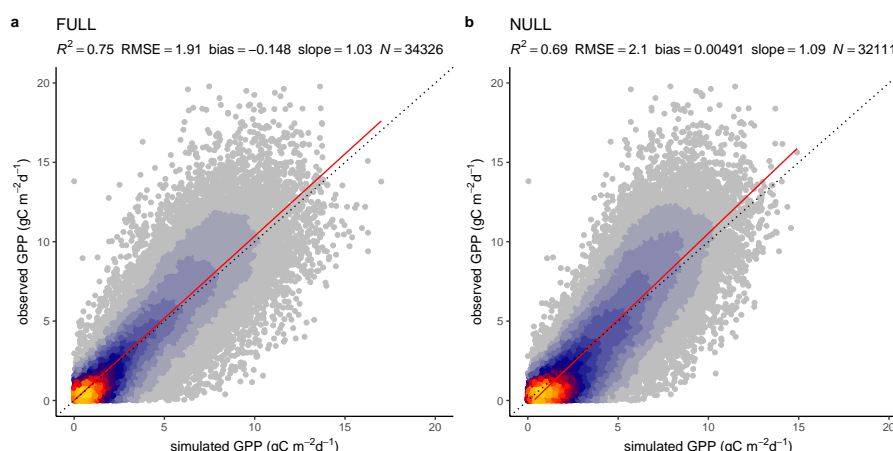 a FULL
R² = 0.75 RMSE = 1.91 bias = −0.148 slope = 1.03 N = 34326
20
15
10
5
0
observed GPP (gC m⁻²d⁻¹)
0 5 10 15 20
simulated GPP (gC m⁻²d⁻¹)
b NULL
R² = 0.69 RMSE = 2.1 bias = 0.00491 slope = 1.09 N = 32111
20
15
10
5
0
observed GPP (gC m⁻²d⁻¹)
0 5 10 15 20
simulated GPP (gC m⁻²d⁻¹)